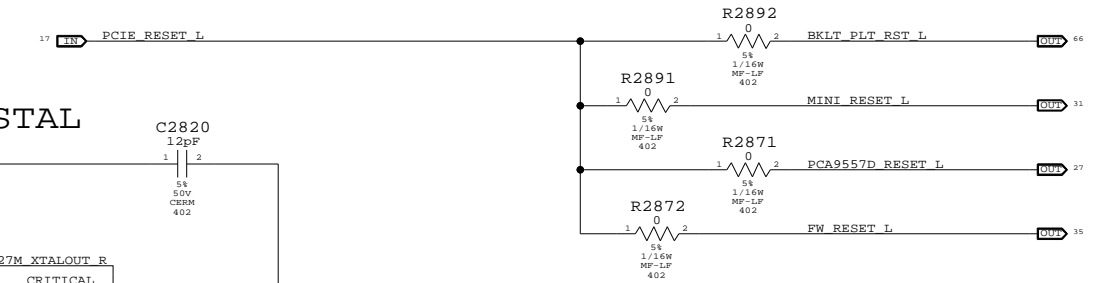 R2892
17 IN PCIE_RESET_L
1 0 2
BKLT_PLT_RST_L OUT 66
5%
1/16W
MF-LF
402
R2891
0
1 2
MINI_RESET_L OUT 31
5%
1/16W
MF-LF
402
STAL
C2820
12pF
1 2
5%
50V
CERM
402
R2871
0
1 2
PCA9557D_RESET_L OUT 27
5%
1/16W
MF-LF
402
R2872
0
1 2
FW_RESET_L OUT 35
5%
1/16W
MF-LF
402
27M_XTALOUT_R
CRITICAL